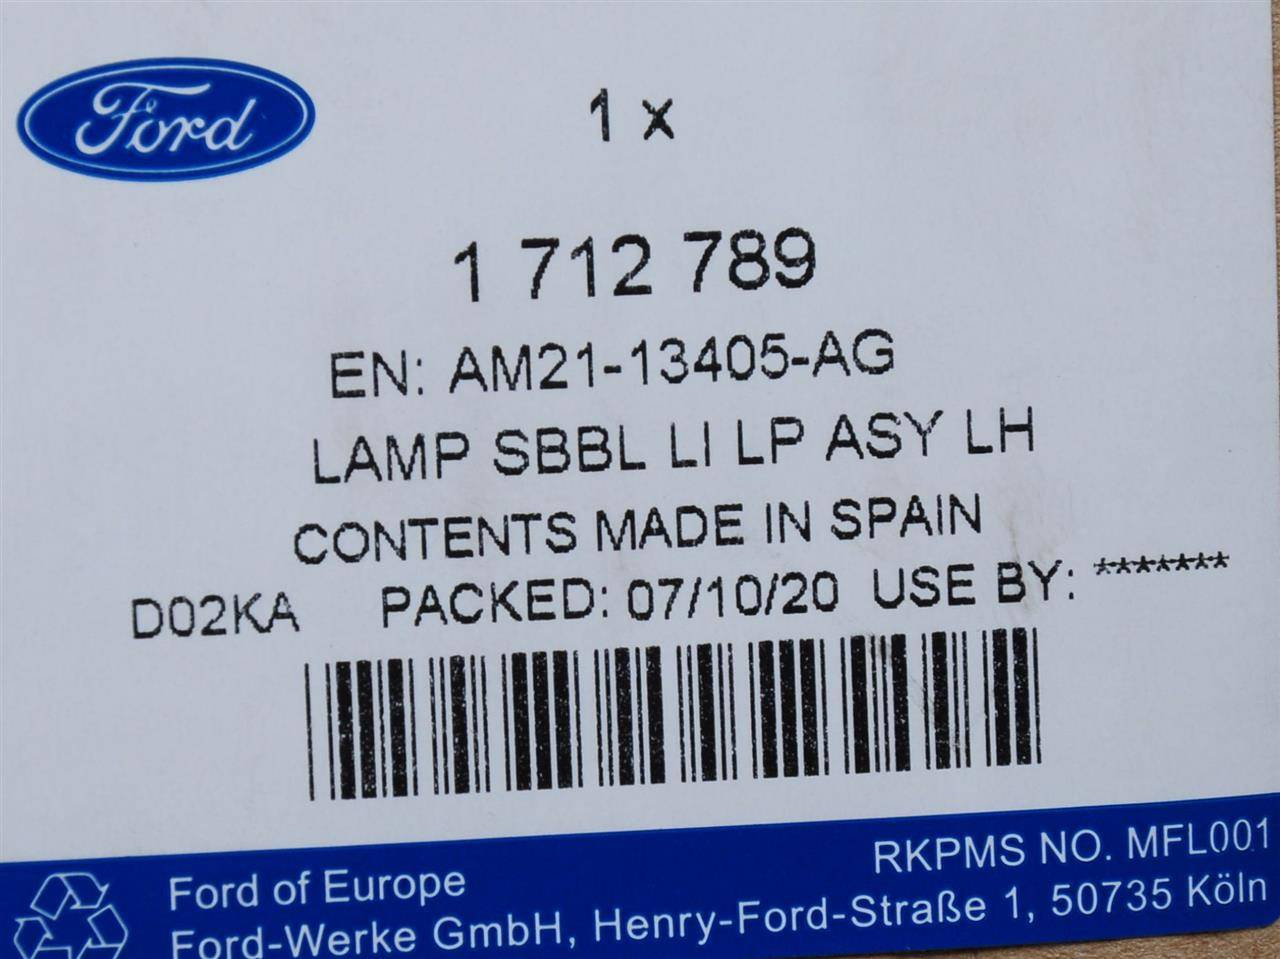 Ford
1 x
1 712 789
EN: AM21-13405-AG
LAMP SBBL LI LP ASY LH
CONTENTS MADE IN SPAIN
D02KA PACKED: 07/10/20 USE BY: *******
RKPMS NO. MFL001
Ford of Europe
Ford-Werke GmbH, Henry-Ford-Straße 1, 50735 Köln